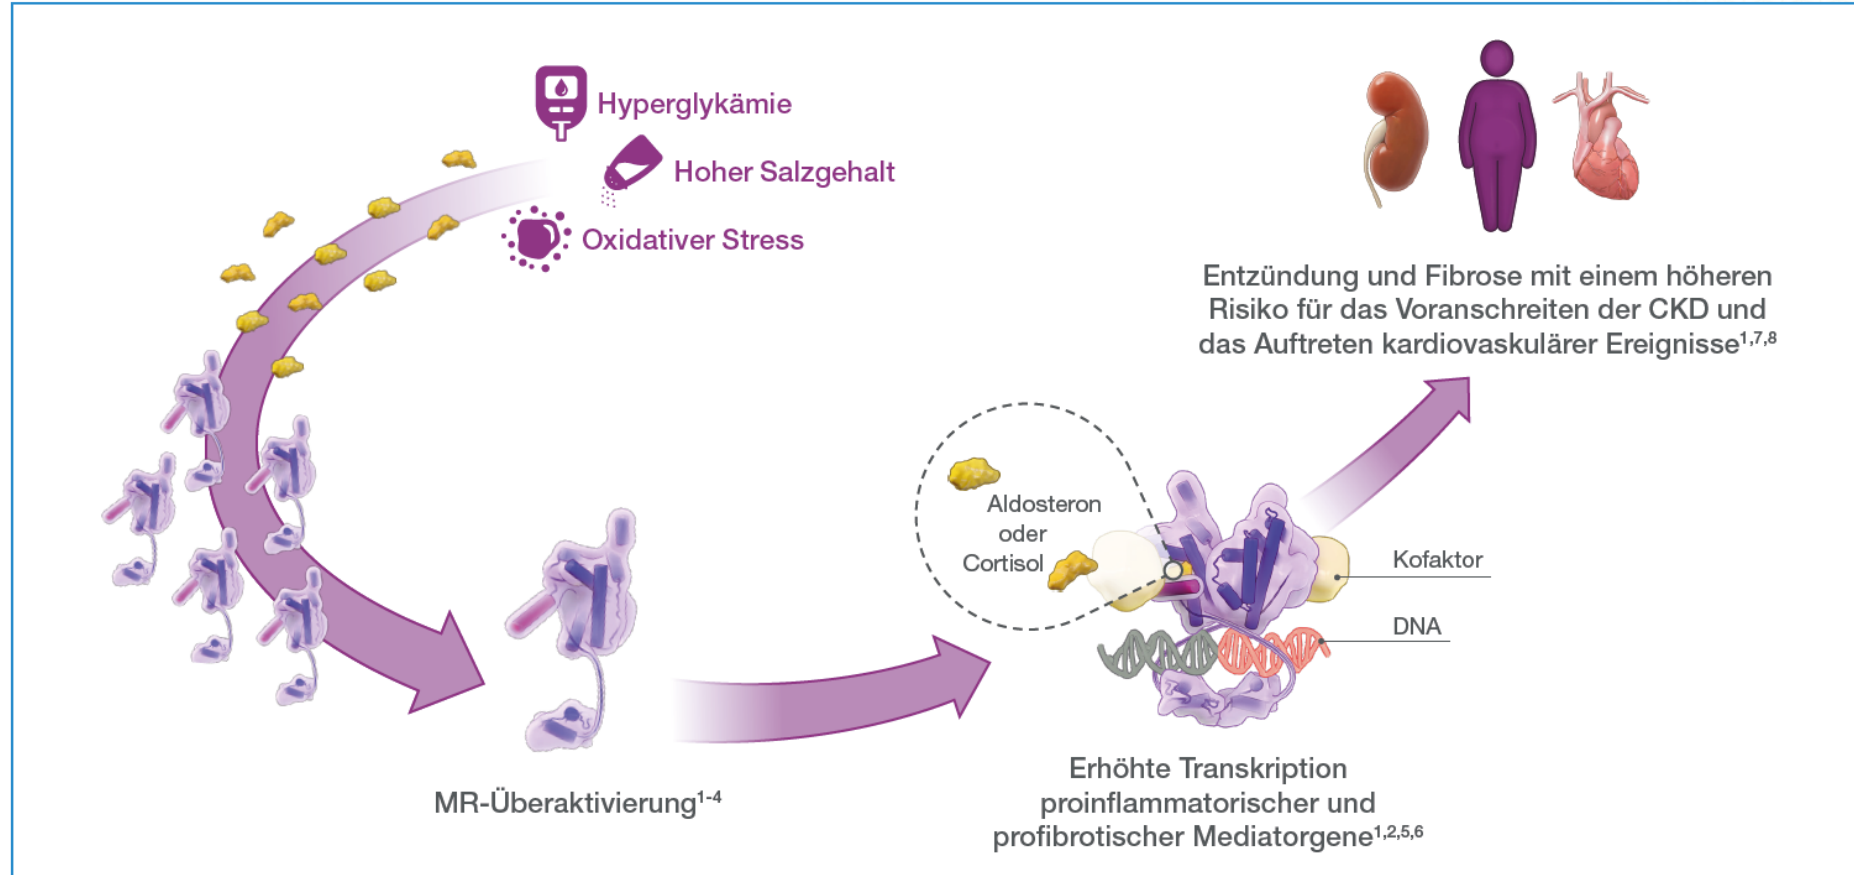 Hyperglykämie
Hoher Salzgehalt
Oxidativer Stress
MR-Überaktivierung1-4
Aldosteron
oder
Cortisol
Kofaktor
DNA
Erhöhte Transkription
proinflammatorischer und
profibrotischer Mediatorgene1,2,5,6
Entzündung und Fibrose mit einem höheren
Risiko für das Voranschreiten der CKD und
das Auftreten kardiovaskulärer Ereignisse1,7,8